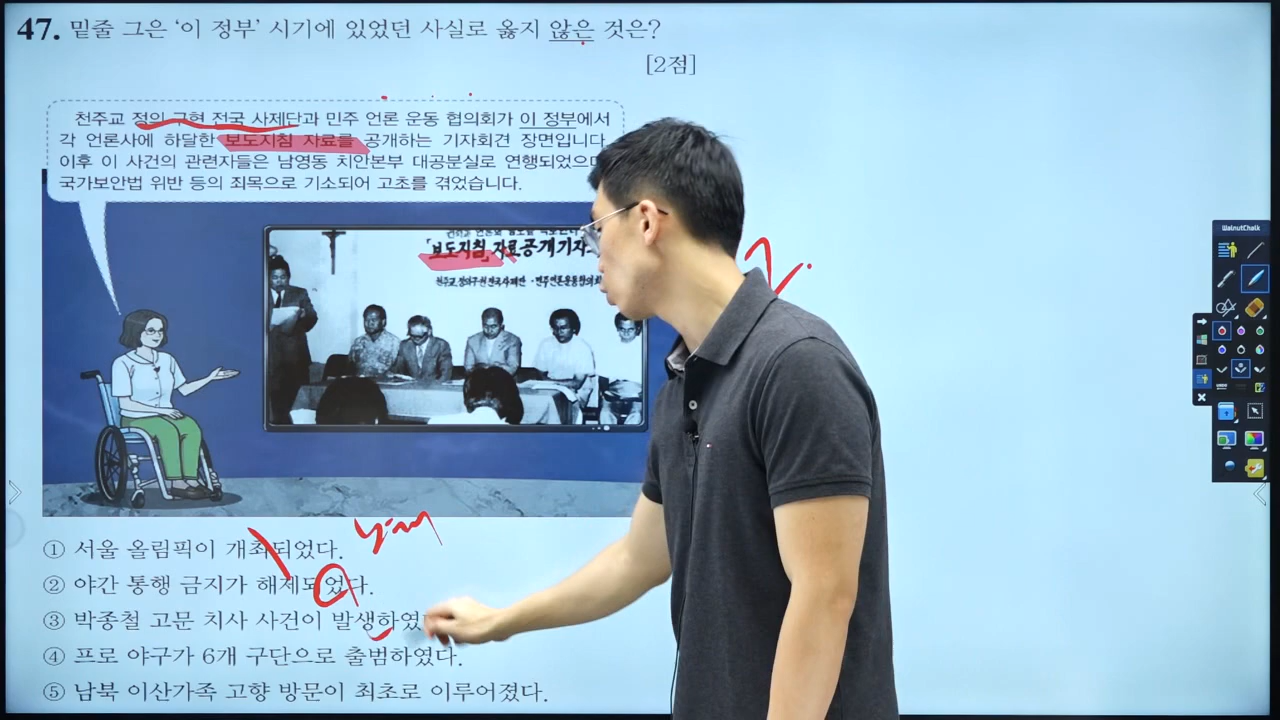 47. 밑줄 그은 '이 정부' 시기에 있었던 사실로 옳지 않은 것은?
[2점]
천주교 정의 구현 전국 사제단과 민주 언론 운동 협의회가 이 정부에서
각 언론사에 하달한 보도지침 자료를 공개하는 기자회견 장면입니다.
이후 이 사건의 관련자들은 남영동 치안본부 대공분실로 연행되었으며
국가보안법 위반 등의 죄목으로 기소되어 고초를 겪었습니다.
「보도지침」자료공개기자
천주교 정의구현 전국사제단 · 민주언론운동협의회
① 서울 올림픽이 개최되었다.
② 야간 통행 금지가 해제되었다.
③ 박종철 고문 치사 사건이 발생하였
④ 프로 야구가 6개 구단으로 출범하였다.
⑤ 남북 이산가족 고향 방문이 최초로 이루어졌다.
WalnutChalk